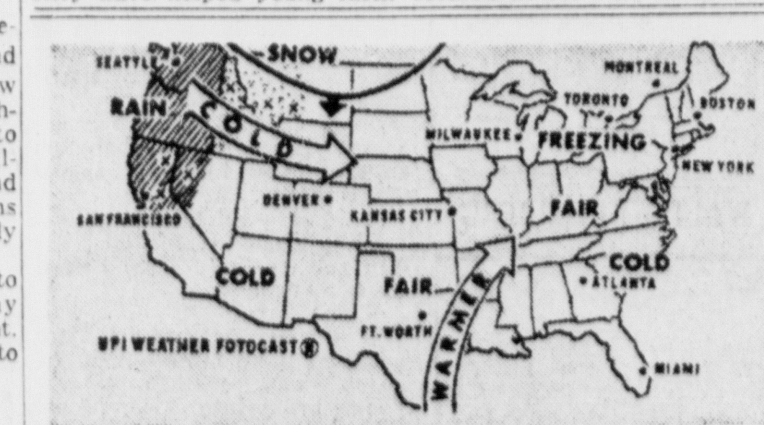 SNOW
SEATTLE
MONTREAL
RAIN
COLD
TORONTO
BOSTON
MILWAUKEE
FREEZING
NEW YORK
DENVER
KANSAS CITY
FAIR
SAN FRANCISCO
COLD
FAIR
WARMER
COLD
ATLANTA
FT. WORTH
UPI WEATHER FOTOCAST ®
MIAMI